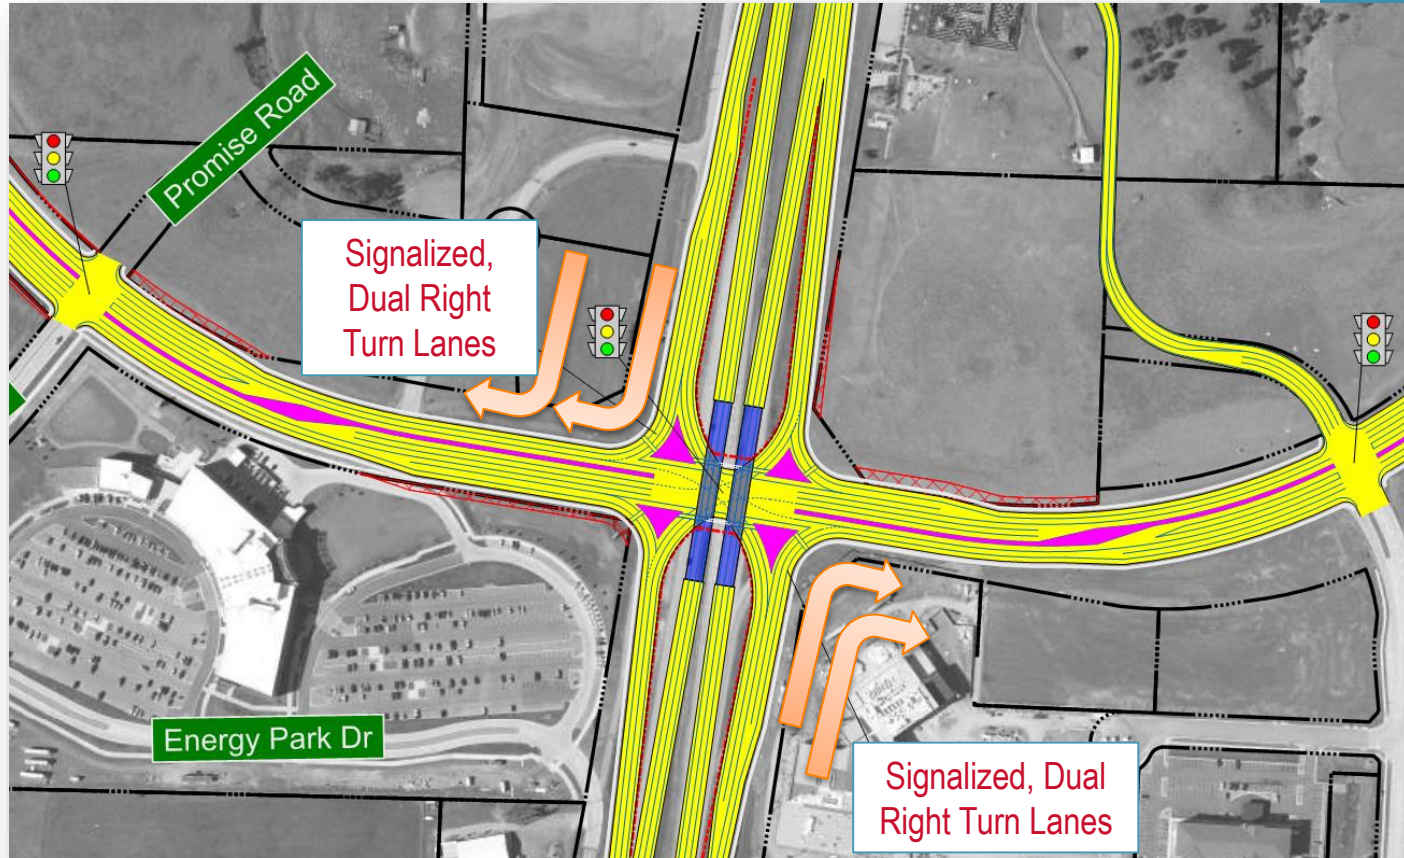 Promise Road
Signalized,
Dual Right
Turn Lanes
Energy Park Dr
Signalized, Dual
Right Turn Lanes